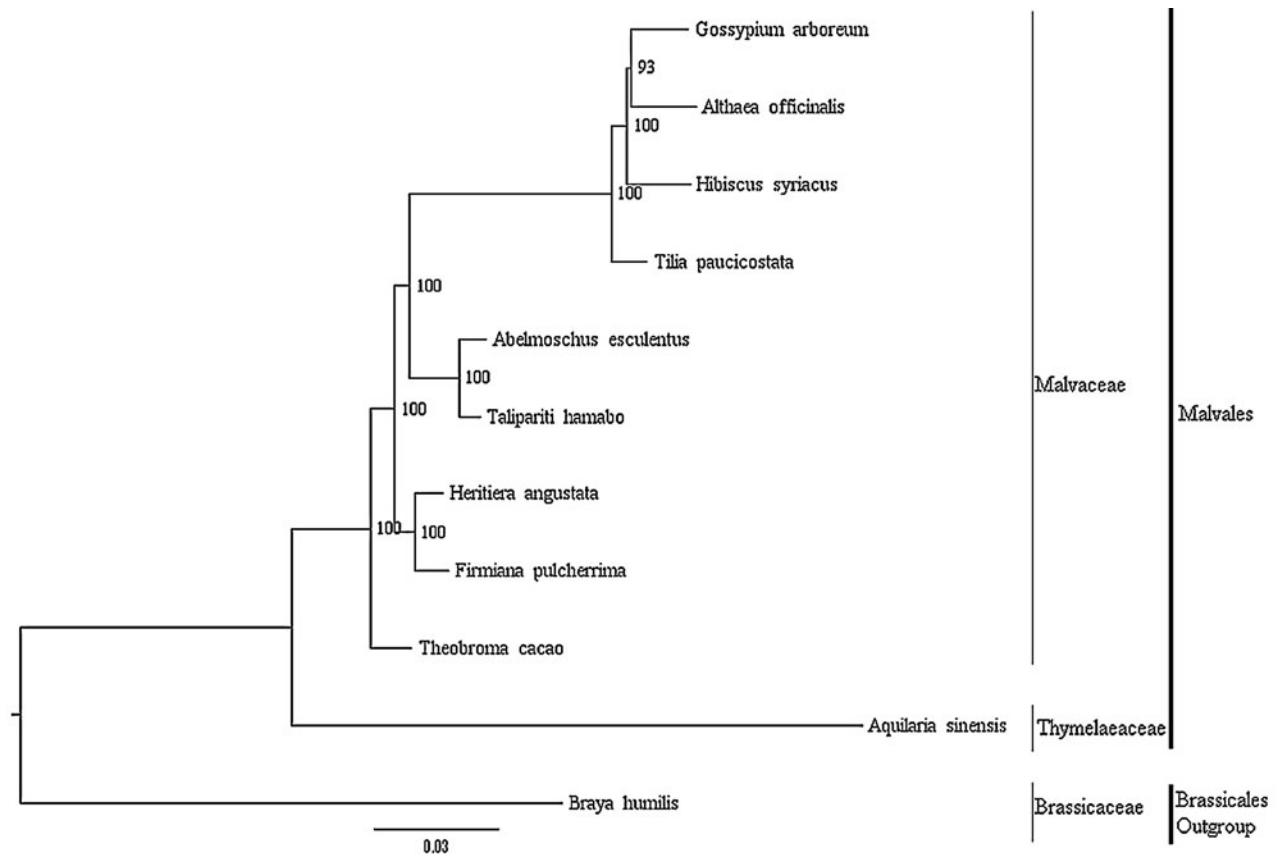 Gossypium arboreum
93
Althaea officinalis
100
Hibiscus syriacus
100
Tilia paucicostata
100
Abelmoschus esculentus
100
Talipariti hamabo
Malvaceae
100
Malvales
Heritiera angustata
100
100
Firmiana pulcherrima
Theobroma cacao
Aquilaria sinensis
Thymelaeaceae
Braya humilis
Brassicaceae
Brassicales
Outgroup
0.03